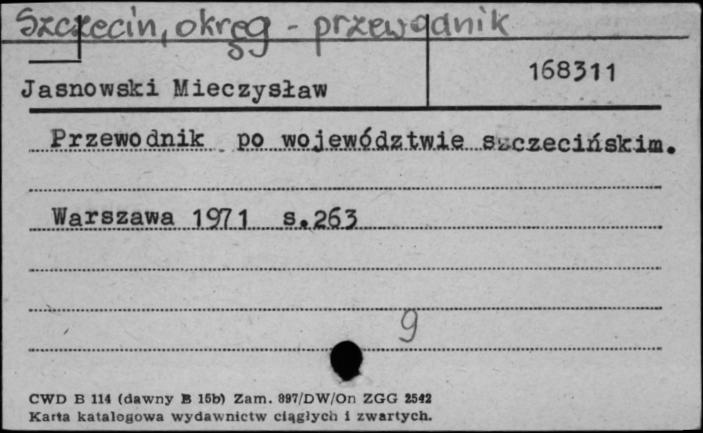 Szczecin, okręg - przewodnik
168311
Jasnowski Mieczysław
Przewodnik po województwie szczecińskim.
Warszawa 1971 s.263
9
CWD B 114 (dawny B 15b) Zam. 897/DW/On ZGG 2542
Karta katalogowa wydawnictw ciągłych i zwartych.